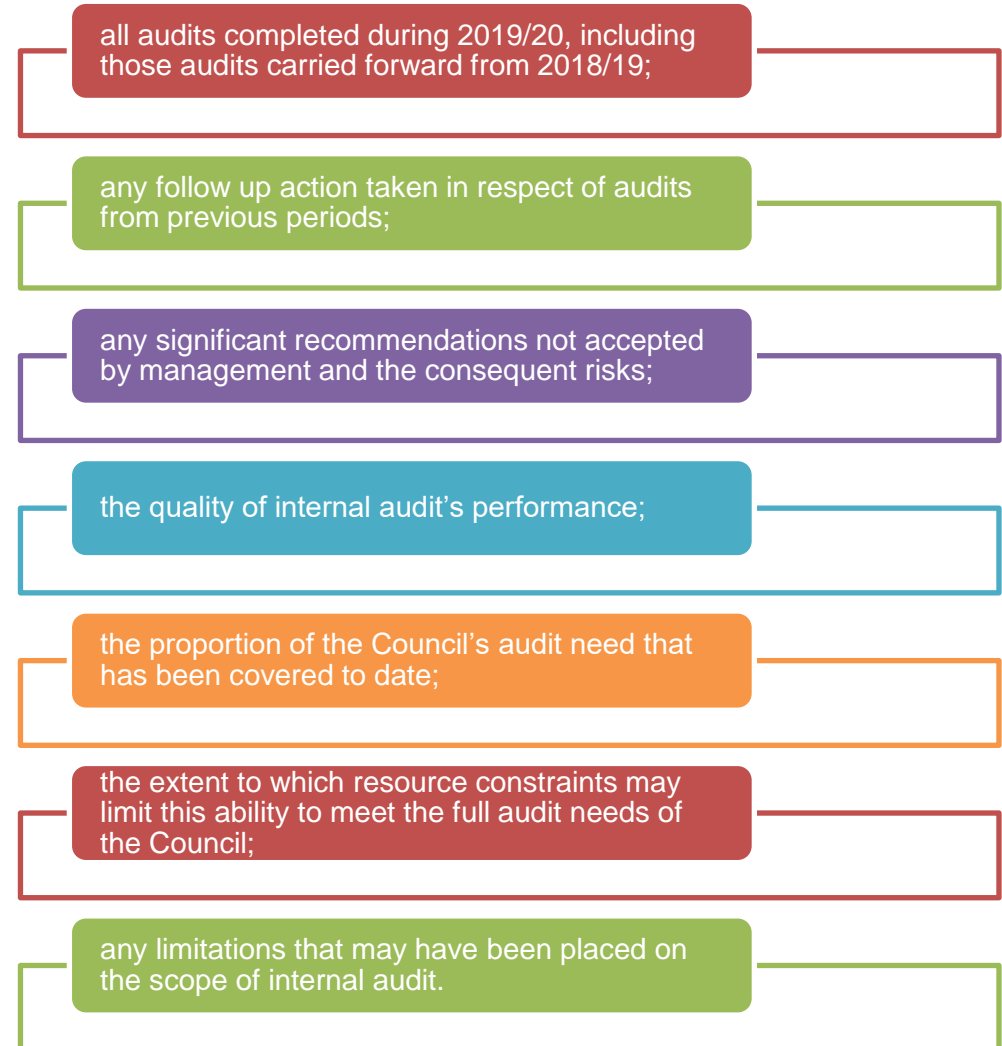 all audits completed during 2019/20, including
those audits carried forward from 2018/19;
any follow up action taken in respect of audits
from previous periods;
any significant recommendations not accepted
by management and the consequent risks;
the quality of internal audit’s performance;
the proportion of the Council’s audit need that
has been covered to date;
the extent to which resource constraints may
limit this ability to meet the full audit needs of
the Council;
any limitations that may have been placed on
the scope of internal audit.